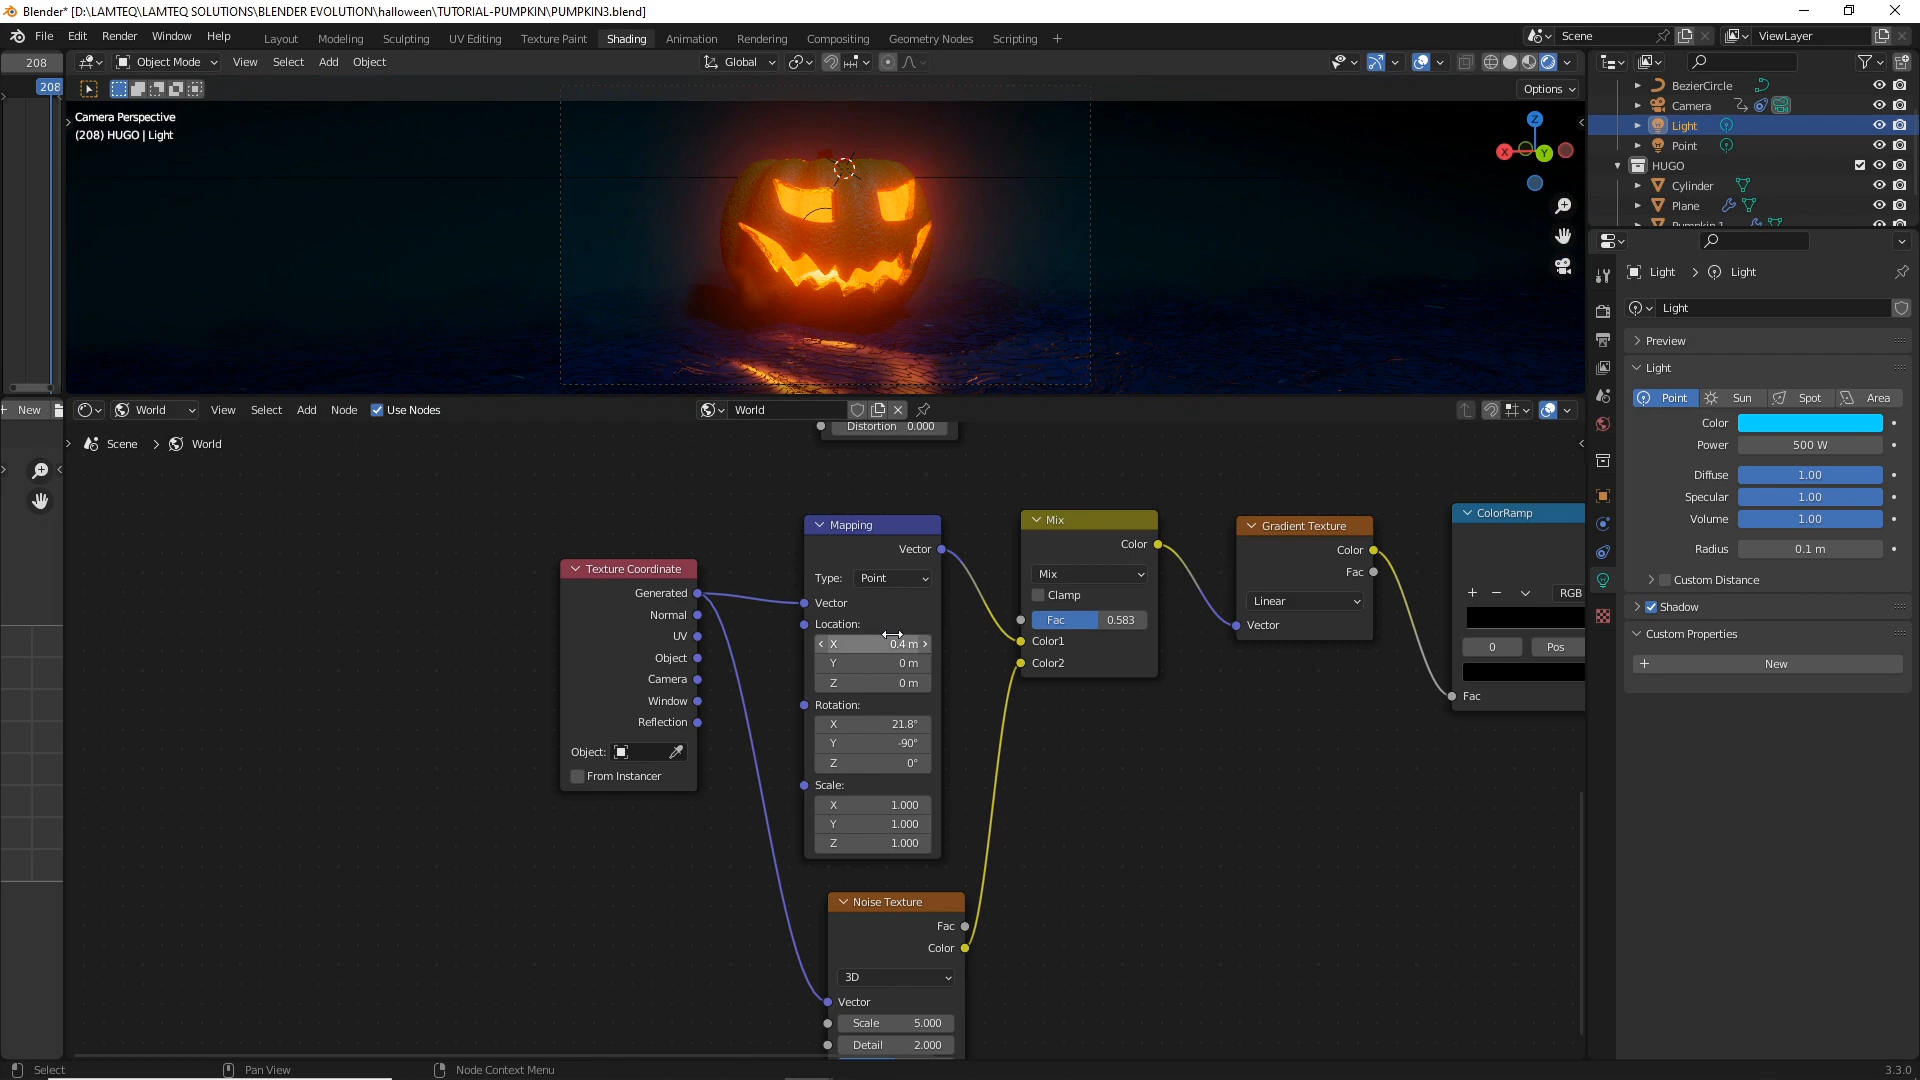 Blender* [D:\LAMTEQ\LAMTEQ SOLUTIONS\BLENDER EVOLUTION\halloween\TUTORIAL-PUMPKIN\PUMPKIN3.blend]
File Edit Render Window Help Layout Modeling Sculpting UV Editing Texture Paint Shading Animation Rendering Compositing Geometry Nodes Scripting + Scene ViewLayer
208 Object Mode View Select Add Object Global
208 Options
Camera Perspective
(208) HUGO | Light
Z
X Y
BezierCircle
Camera
Light
Point
HUGO
Cylinder
Plane
Pumpkin 1
Light > Light
Light
Preview
Light
Point Sun Spot Area
Color
Power 500 W
Diffuse 1.00
Specular 1.00
Volume 1.00
Radius 0.1 m
Custom Distance
Shadow
Custom Properties
+ New
+ New World View Select Add Node Use Nodes World
Scene > World
Distortion 0.000
Texture Coordinate
Generated
Normal
UV
Object
Camera
Window
Reflection
Object:
From Instancer
Mapping
Vector
Type: Point
Vector
Location:
X 0.4 m
Y 0 m
Z 0 m
Rotation:
X 21.8°
Y -90°
Z 0°
Scale:
X 1.000
Y 1.000
Z 1.000
Noise Texture
Fac
Color
3D
Vector
Scale 5.000
Detail 2.000
Mix
Color
Mix
Clamp
Fac 0.583
Color1
Color2
Gradient Texture
Color
Fac
Linear
Vector
ColorRamp
+ − RGB
0 Pos
Fac
Select Pan View Node Context Menu 3.3.0